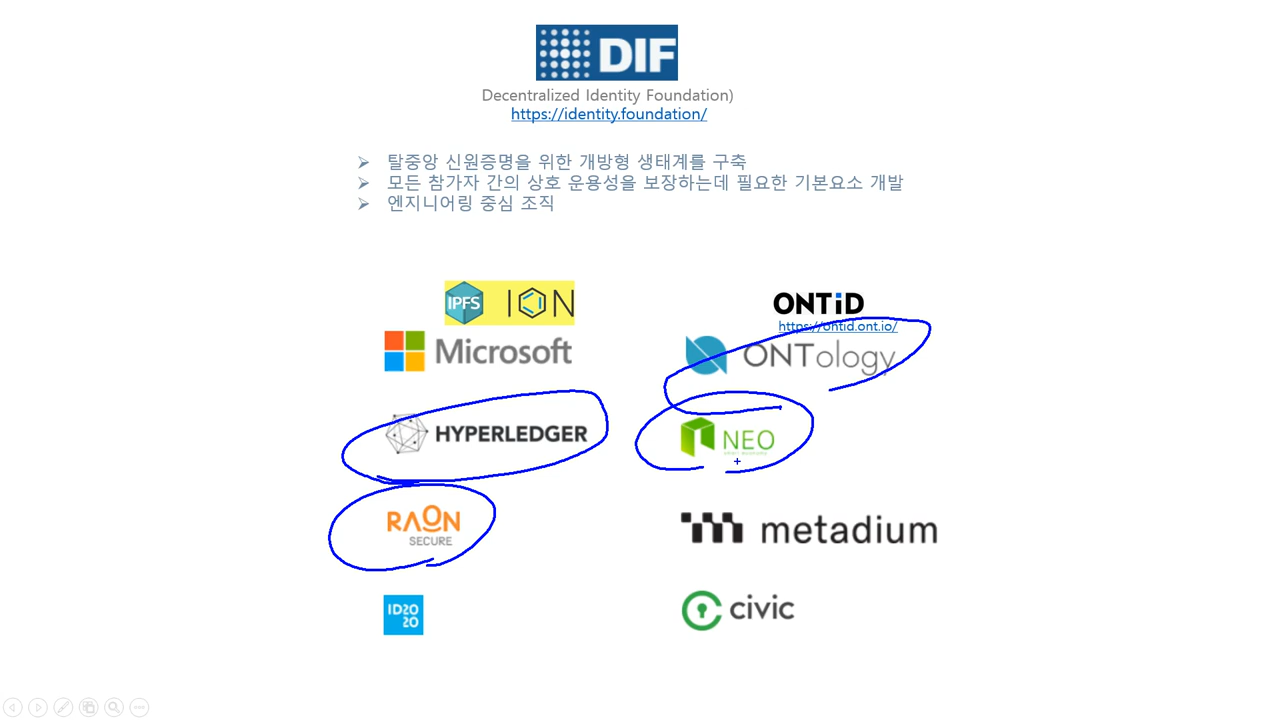 DIF
Decentralized Identity Foundation)
https://identity.foundation/
➢ 탈중앙 신원증명을 위한 개방형 생태계를 구축
➢ 모든 참가자 간의 상호 운용성을 보장하는데 필요한 기본요소 개발
➢ 엔지니어링 중심 조직
IPFS ION
Microsoft
ONTiD
https://ontid.ont.io/
ONTology
HYPERLEDGER
NEO
RAON
SECURE
metadium
ID20
20
civic